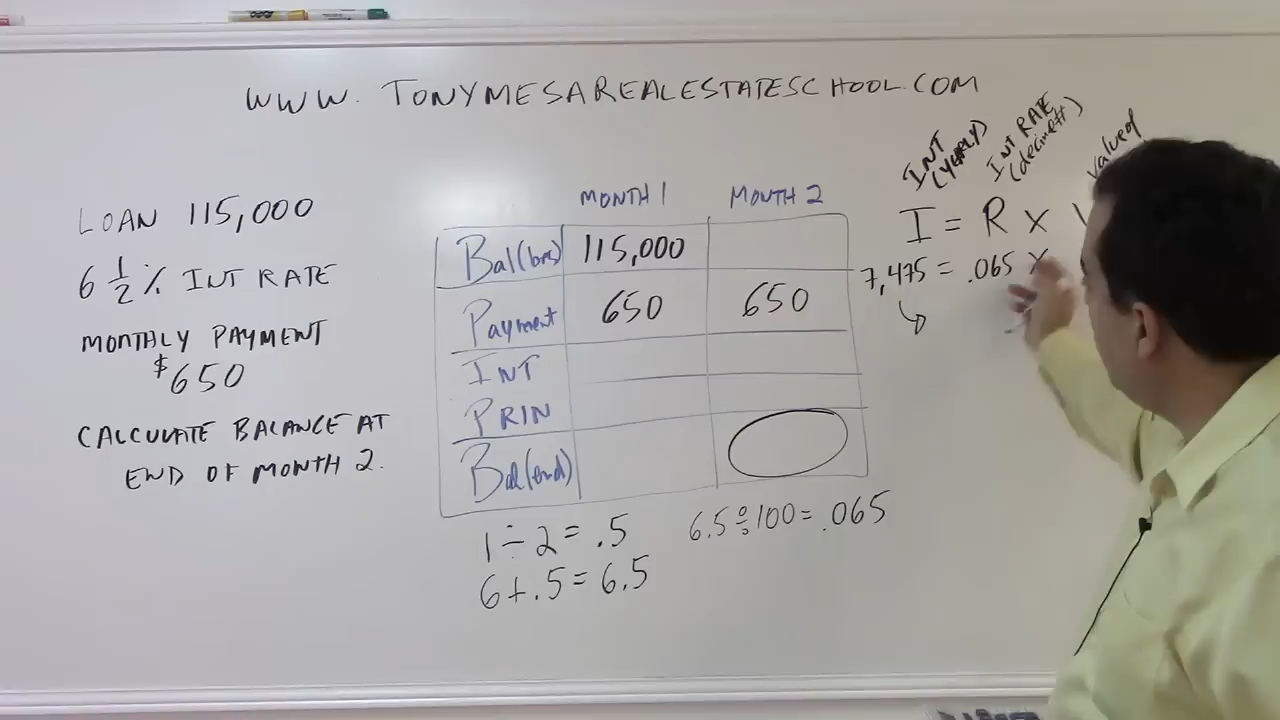 WWW. TONYMESAREALESTATESCHOOL.COM
LOAN 115,000
6 1/2 % INT RATE
MONTHLY PAYMENT
$650
CALCULATE BALANCE AT
END OF MONTH 2.
MONTH 1 MONTH 2
Bal(beg) 115,000
Payment 650 650
INT
PRIN
Bal(end)
1 ÷ 2 = .5
6 + .5 = 6.5
6.5 ÷ 100 = .065
INT (YEARLY)
INT RATE (decimal)
value of
I = R X
7,475 = .065 X